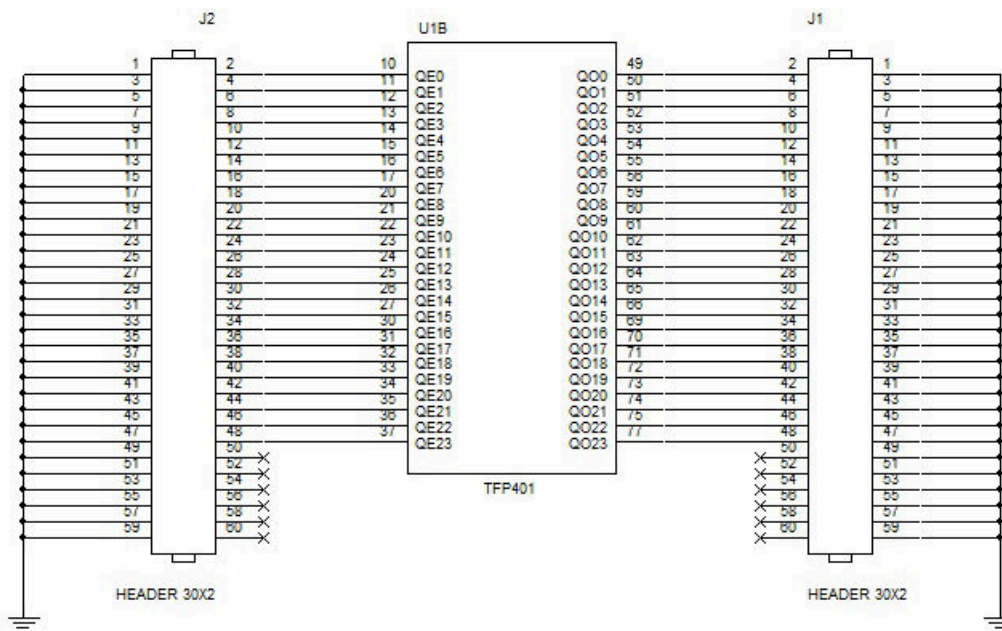 J2 U1B J1
1 2 10 QE0 QO0 49 2 1
3 4 11 QE1 QO1 50 4 3
5 6 12 QE2 QO2 51 6 5
7 8 13 QE3 QO3 52 8 7
9 10 14 QE4 QO4 53 10 9
11 12 15 QE5 QO5 54 12 11
13 14 16 QE6 QO6 55 14 13
15 16 17 QE7 QO7 56 16 15
17 18 20 QE8 QO8 59 18 17
19 20 21 QE9 QO9 60 20 19
21 22 22 QE10 QO10 61 22 21
23 24 23 QE11 QO11 62 24 23
25 26 24 QE12 QO12 63 26 25
27 28 25 QE13 QO13 64 28 27
29 30 26 QE14 QO14 65 30 29
31 32 27 QE15 QO15 66 32 31
33 34 30 QE16 QO16 69 34 33
35 36 31 QE17 QO17 70 36 35
37 38 32 QE18 QO18 71 38 37
39 40 33 QE19 QO19 72 40 39
41 42 34 QE20 QO20 73 42 41
43 44 35 QE21 QO21 74 44 43
45 46 36 QE22 QO22 75 46 45
47 48 37 QE23 QO23 77 48 47
49 50 50 49
51 52 52 51
53 54 54 53
55 56 56 55
57 58 58 57
59 60 60 59
TFP401
HEADER 30X2 HEADER 30X2